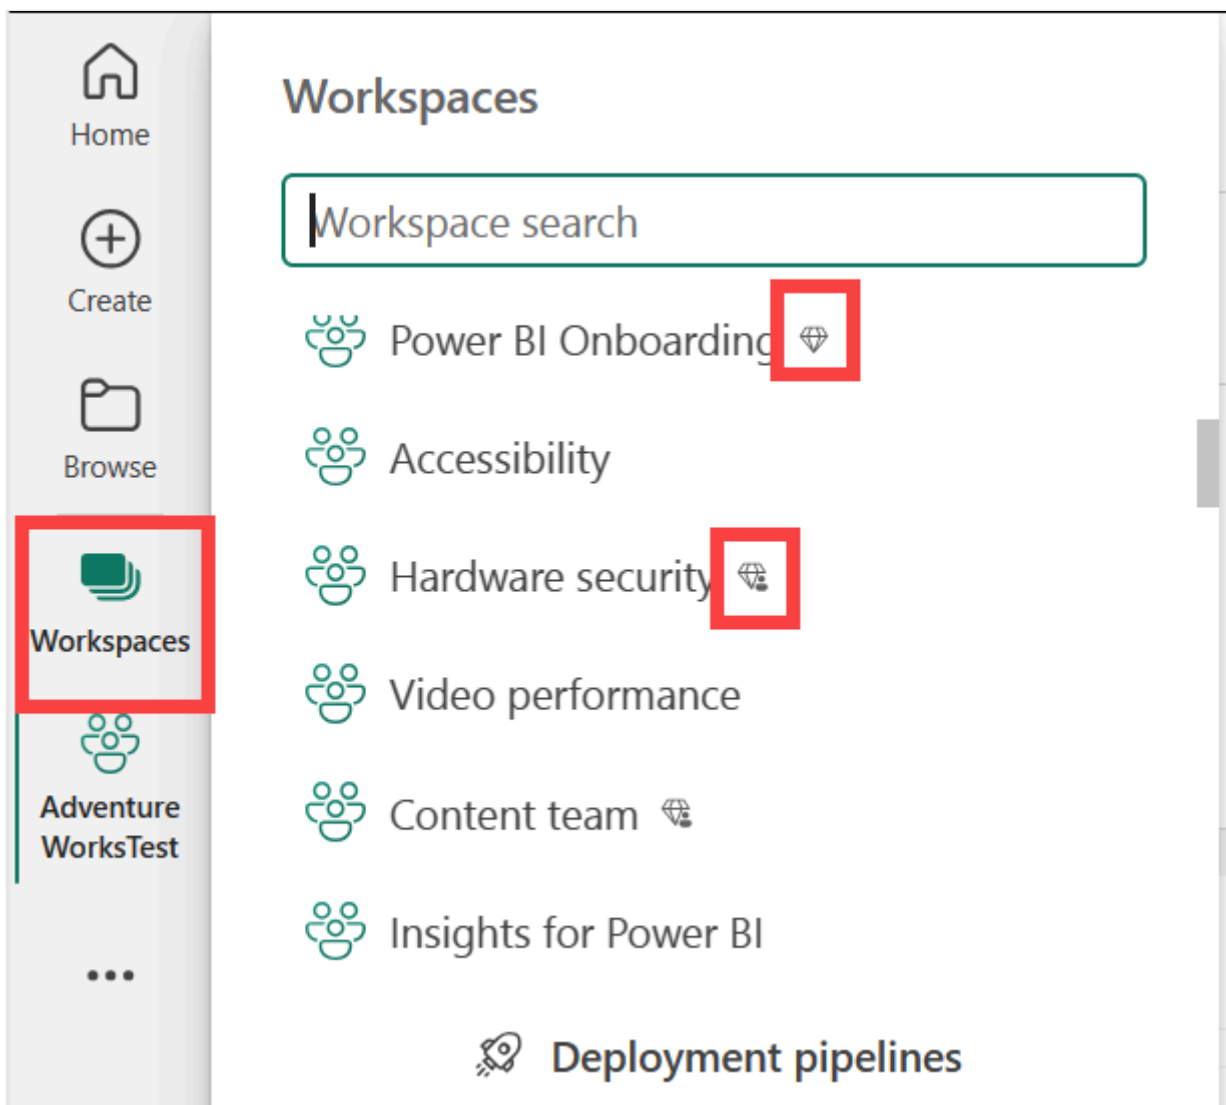 Home
Create
Browse
Workspaces
Adventure
WorksTest
Workspaces
Workspace search
Power BI Onboarding
Accessibility
Hardware security
Video performance
Content team
Insights for Power BI
Deployment pipelines